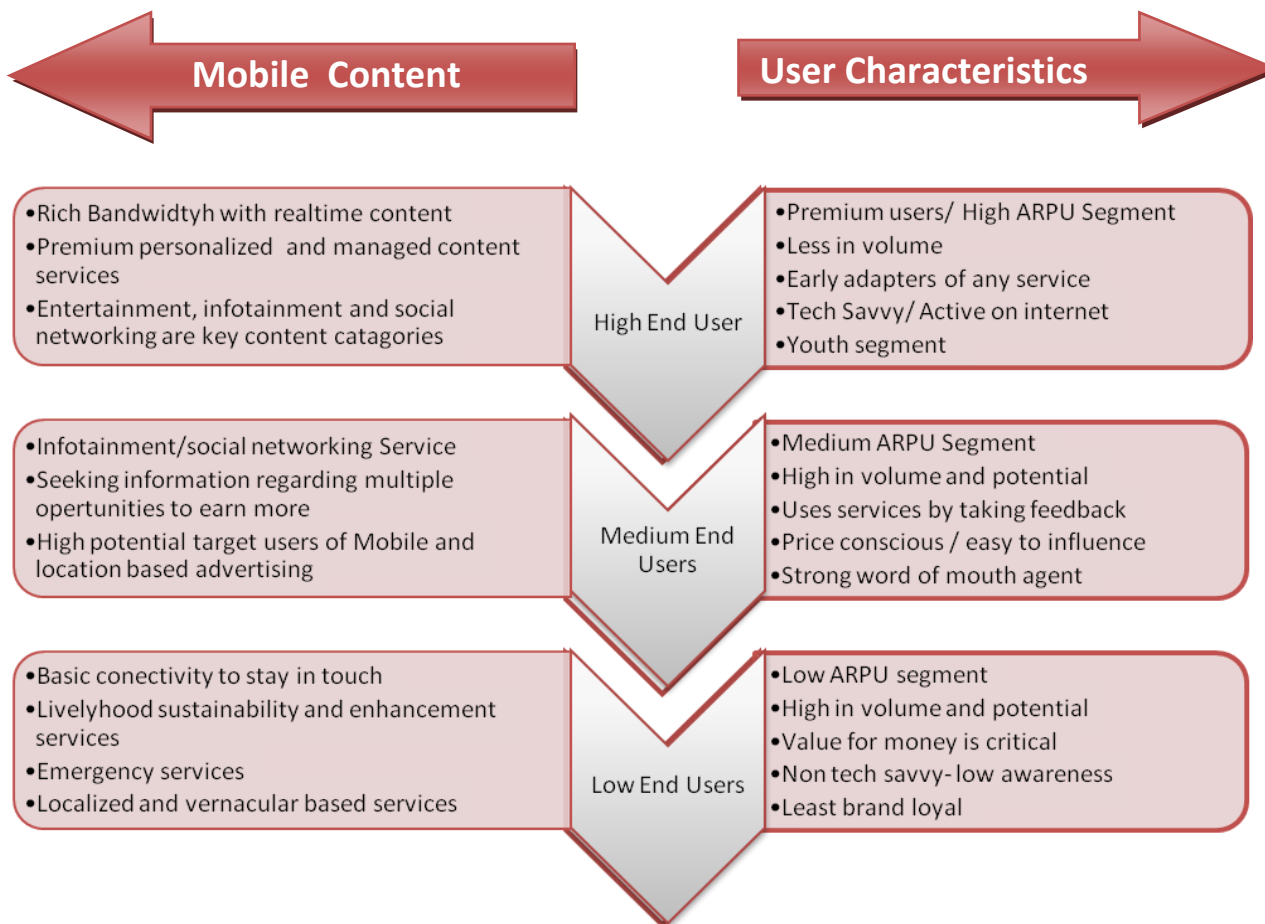 Mobile  Content
User Characteristics
•Rich Bandwidtyh with realtime content
•Premium personalized  and managed content
services
•Entertainment, infotainment and social
networking are key content catagories
High End User
•Premium users/ High ARPU Segment
•Less in volume
•Early adapters of any service
•Tech Savvy/ Active on internet
•Youth segment
•Infotainment/social networking Service
•Seeking information regarding multiple
opertunities to earn more
•High potential target users of Mobile and
location based advertising
Medium End
Users
•Medium ARPU Segment
•High in volume and potential
•Uses services by taking feedback
•Price conscious / easy to influence
•Strong word of mouth agent
•Basic conectivity to stay in touch
•Livelyhood sustainability and enhancement
services
•Emergency services
•Localized and vernacular based services
Low End Users
•Low ARPU segment
•High in volume and potential
•Value for money is critical
•Non tech savvy- low awareness
•Least brand loyal